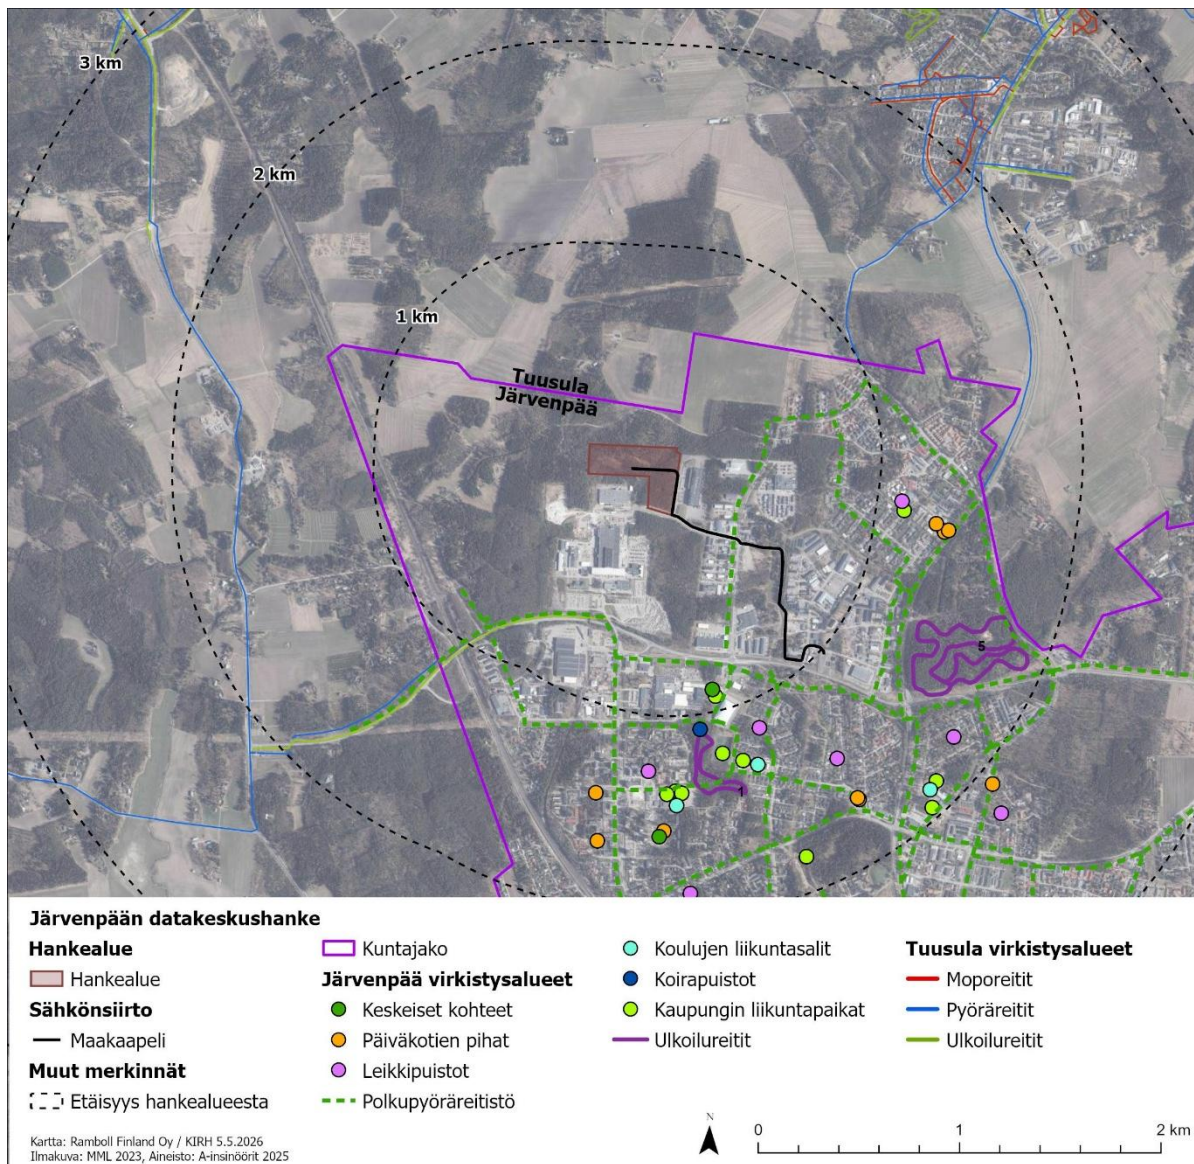 3 km
2 km
1 km
Tuusula
Järvenpää
5
1
Järvenpään datakeskushanke
Hankealue
Hankealue
Sähkönsiirto
Maakaapeli
Muut merkinnät
Etäisyys hankealueesta
Kuntajako
Järvenpää virkistysalueet
Keskeiset kohteet
Päiväkotien pihat
Leikkipuistot
Polkupyöräreitistö
Koulujen liikuntasalit
Koirapuistot
Kaupungin liikuntapaikat
Ulkoilureitit
Tuusula virkistysalueet
Moporeitit
Pyöräreitit
Ulkoilureitit
Kartta: Ramboll Finland Oy / KIRH 5.5.2026
Ilmakuva: MML 2023, Aineisto: A-insinöörit 2025
N
0 1 2 km